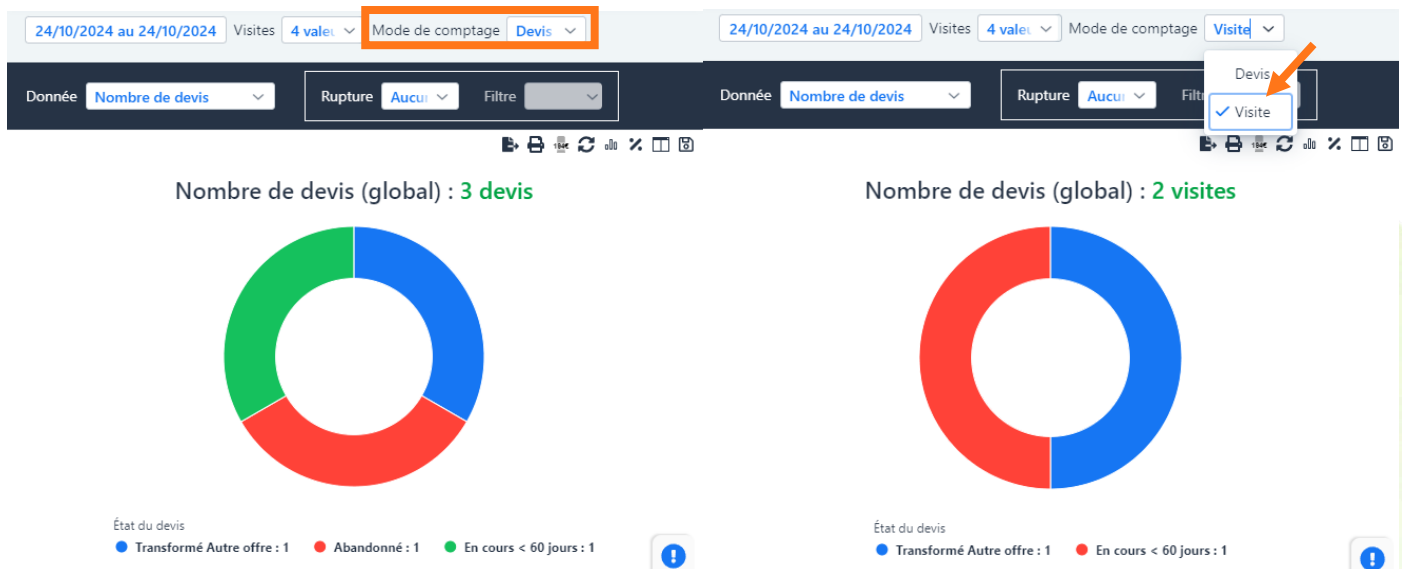 24/10/2024 au 24/10/2024 Visites 4 valeu Mode de comptage Devis
Donnée Nombre de devis Rupture Aucu Filtre
Nombre de devis (global) : 3 devis
État du devis
Transformé Autre offre : 1 Abandonné : 1 En cours < 60 jours : 1
24/10/2024 au 24/10/2024 Visites 4 valeu Mode de comptage Visite
Devis
Visite
Donnée Nombre de devis Rupture Aucu Filt
Nombre de devis (global) : 2 visites
État du devis
Transformé Autre offre : 1 En cours < 60 jours : 1